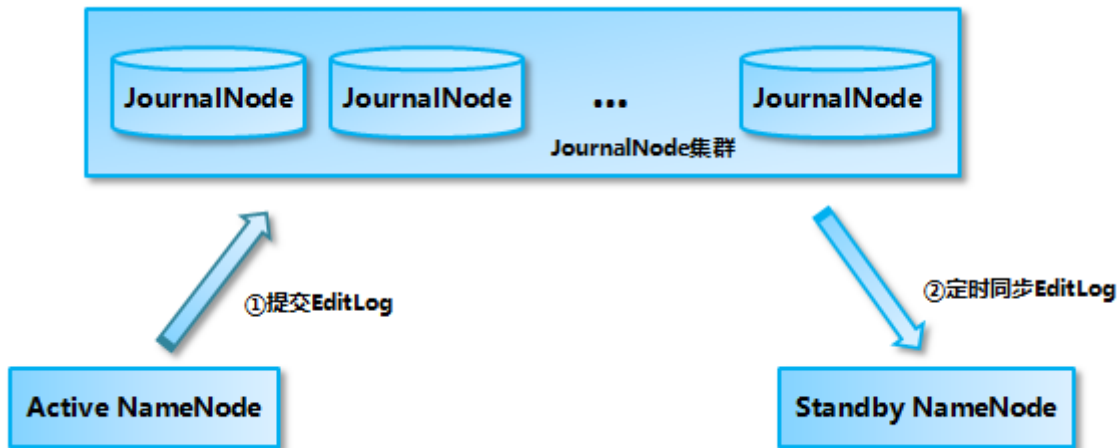 JournalNode
JournalNode
...
JournalNode
JournalNode集群
①提交EditLog
②定时同步EditLog
Active NameNode
Standby NameNode